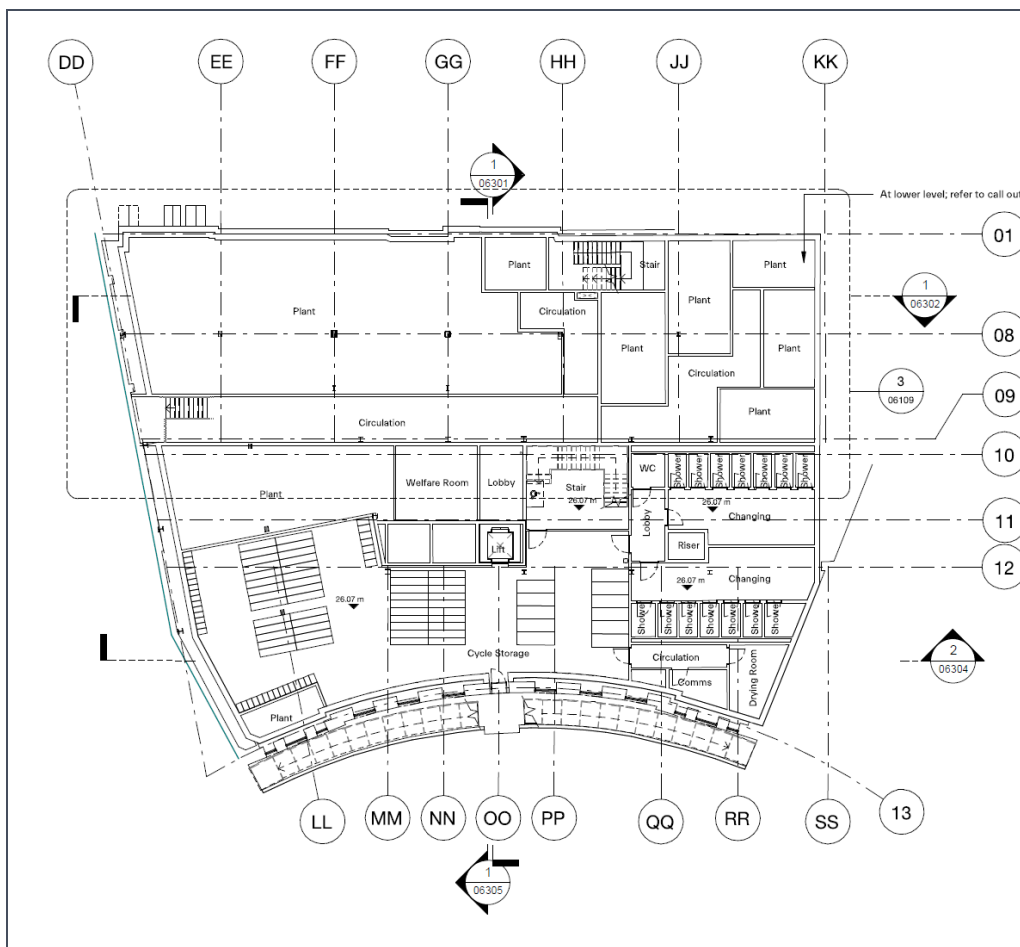 DD
EE
FF
GG
HH
JJ
KK
1
06301
At lower level; refer to call out
01
Plant
Stair
Plant
Plant
1
06302
Plant
Circulation
08
Plant
Plant
Circulation
3
06109
09
Plant
Circulation
10
WC
Shower
Shower
Shower
Shower
Shower
Shower
Shower
Plant
Welfare Room
Lobby
Stair
26.07 m
26.07 m
Changing
11
Lobby
Riser
Lift
12
Changing
26.07 m
26.07 m
Shower
Shower
Shower
Shower
Shower
Shower
Shower
Cycle Storage
Circulation
2
06304
Comms
Drying Room
Plant
LL
MM
NN
OO
PP
QQ
RR
SS
13
1
06305